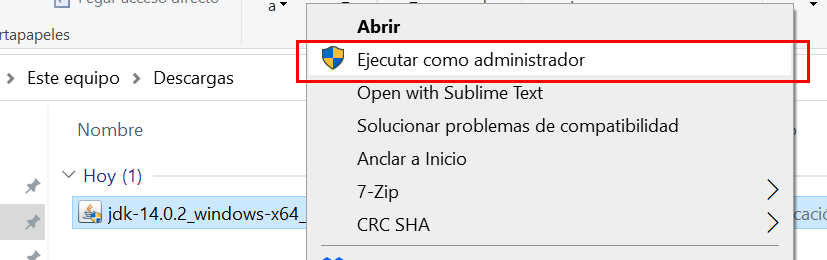 Pegar acceso directo
a
rtapapeles
Abrir
Ejecutar como administrador
Este equipo > Descargas
Open with Sublime Text
Nombre
Solucionar problemas de compatibilidad
Anclar a Inicio
Hoy (1)
7-Zip
jdk-14.0.2_windows-x64_
CRC SHA
cació